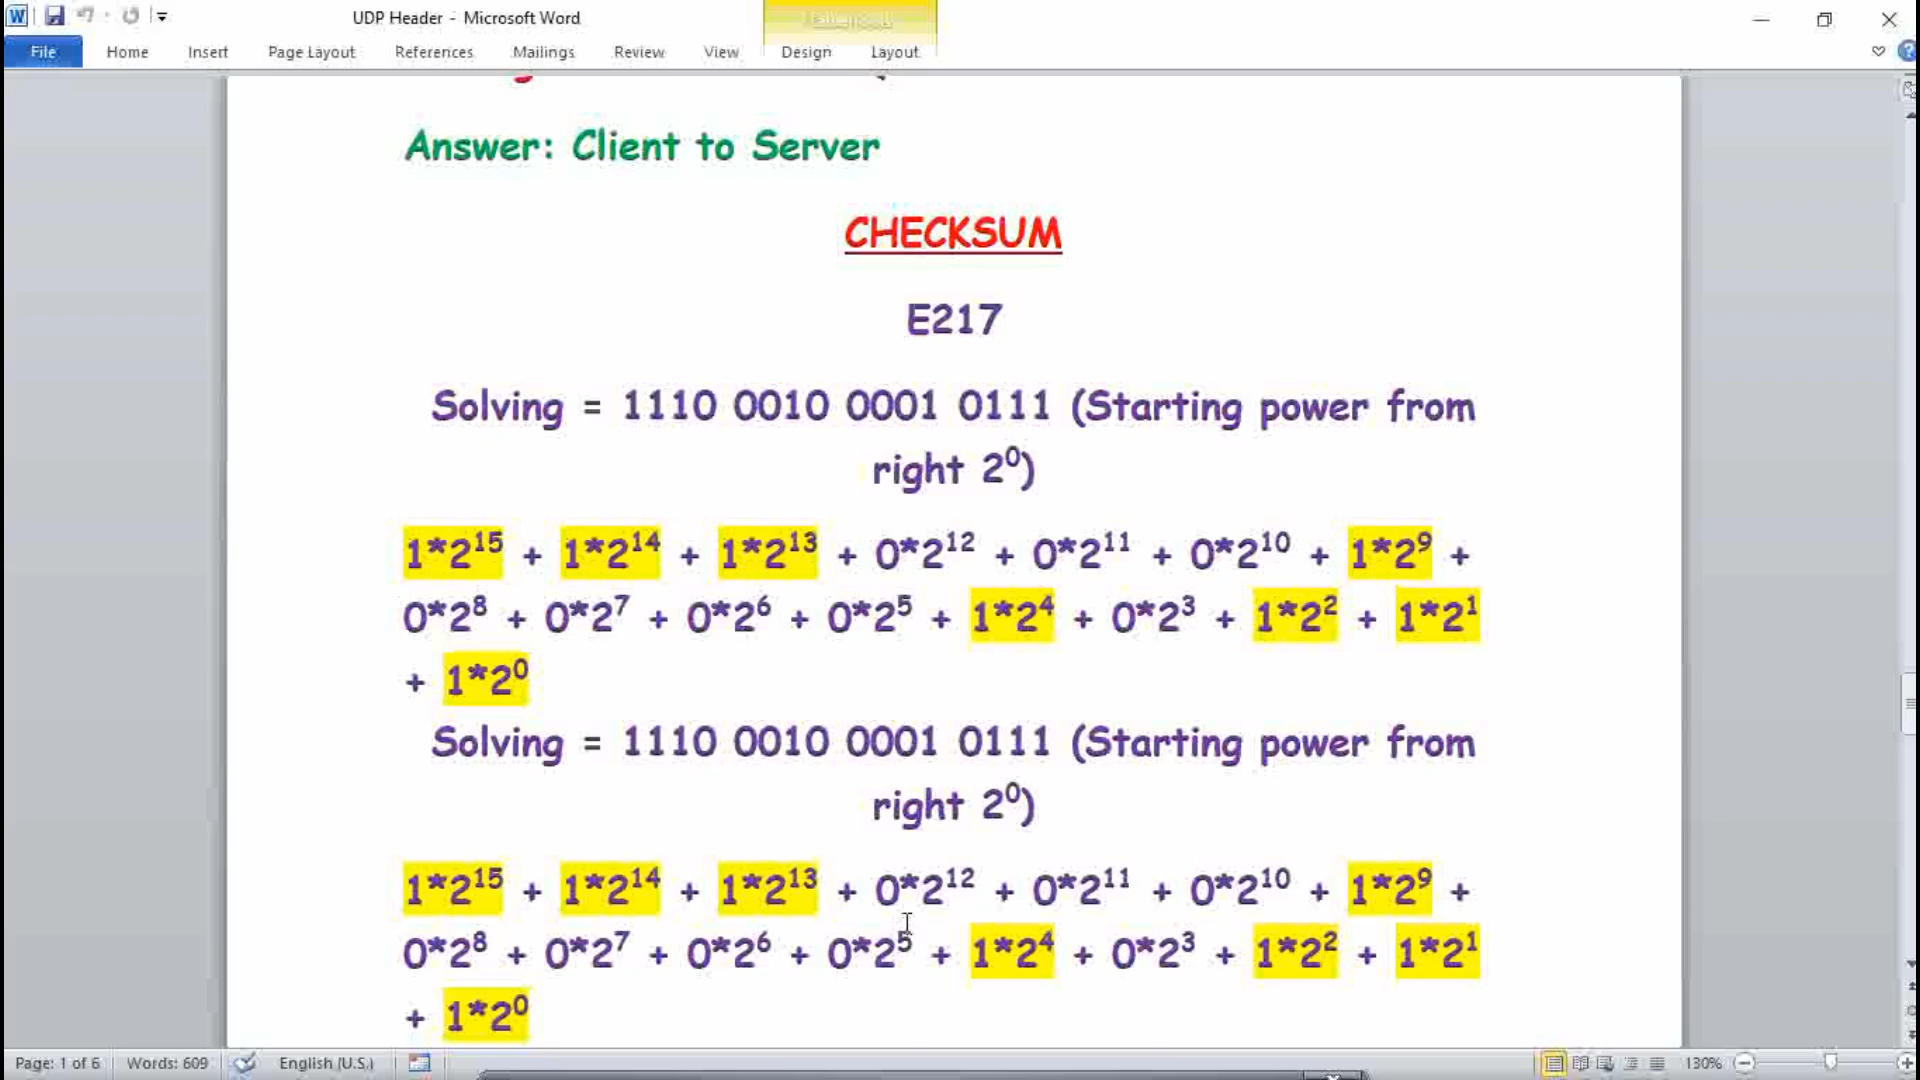 UDP Header - Microsoft Word
File Home Insert Page Layout References Mailings Review View Design Layout
Answer: Client to Server
CHECKSUM
E217
Solving = 1110 0010 0001 0111 (Starting power from
right 2⁰)
1*2¹⁵ + 1*2¹⁴ + 1*2¹³ + 0*2¹² + 0*2¹¹ + 0*2¹⁰ + 1*2⁹ +
0*2⁸ + 0*2⁷ + 0*2⁶ + 0*2⁵ + 1*2⁴ + 0*2³ + 1*2² + 1*2¹
+ 1*2⁰
Solving = 1110 0010 0001 0111 (Starting power from
right 2⁰)
1*2¹⁵ + 1*2¹⁴ + 1*2¹³ + 0*2¹² + 0*2¹¹ + 0*2¹⁰ + 1*2⁹ +
0*2⁸ + 0*2⁷ + 0*2⁶ + 0*2⁵ + 1*2⁴ + 0*2³ + 1*2² + 1*2¹
+ 1*2⁰
Page: 1 of 6 Words: 609 English (U.S.) 130%